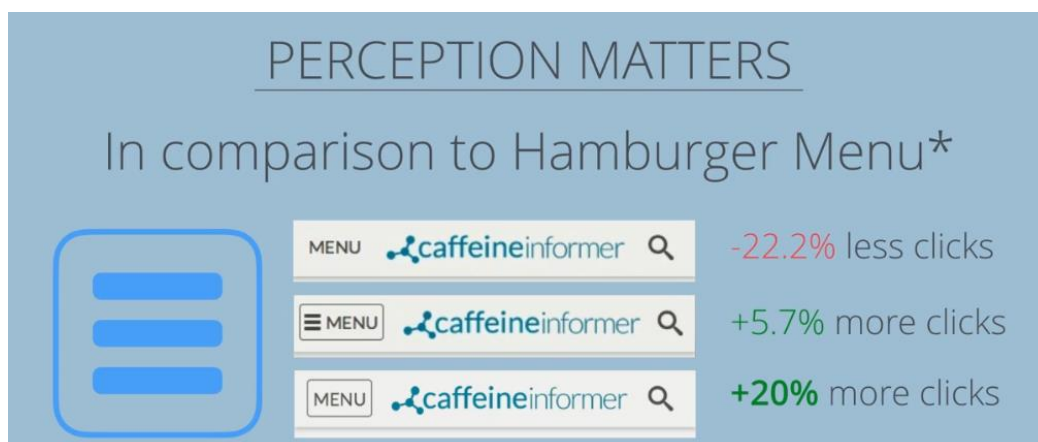 PERCEPTION MATTERS
In comparison to Hamburger Menu*
MENU caffeineinformer -22.2% less clicks
MENU caffeineinformer +5.7% more clicks
MENU caffeineinformer +20% more clicks